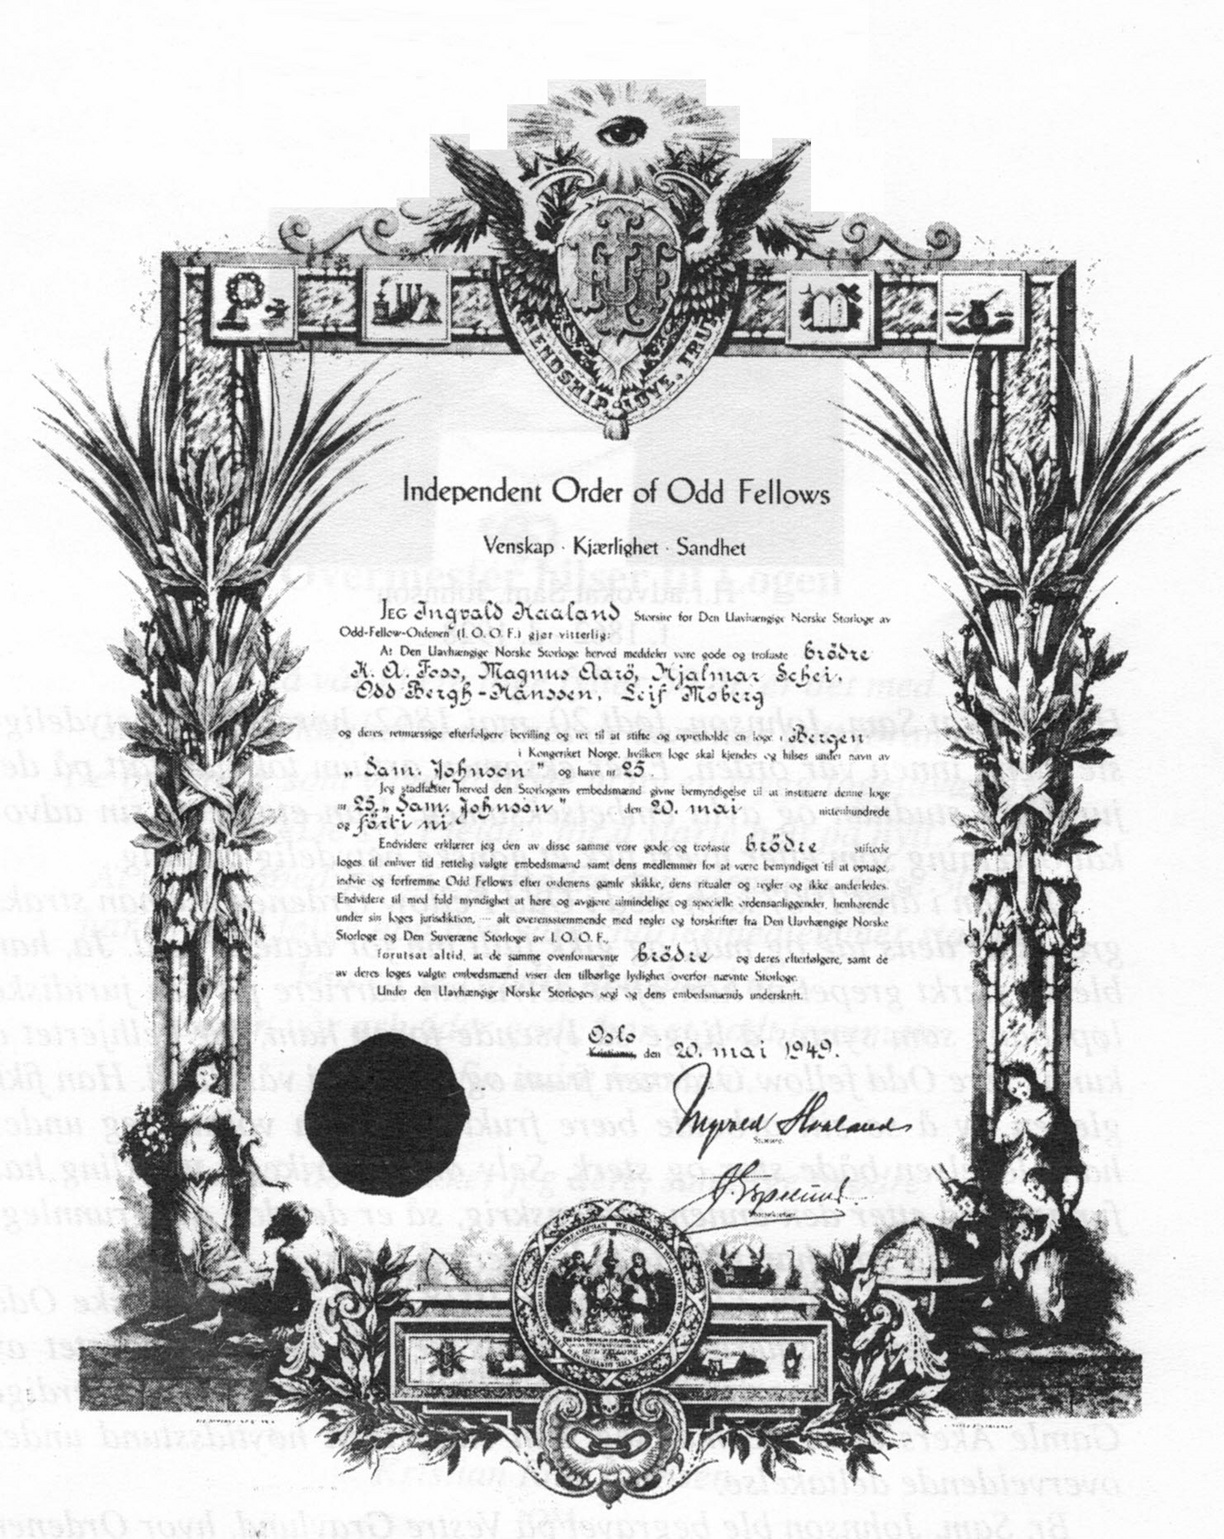 FRIENDSHIP, LOVE, TRU
Independent Order of Odd Fellows
Venskap · Kjærlighet · Sandhet
JEG Ingvald Haaland Storsire for Den Uavhængige Norske Storloge av
Odd-Fellow-Ordenen (I. O. O. F.) gjør vitterlig:
At Den Uavhængige Norske Storloge herved meddeler vore gode og trofaste brödre
K. A. Foss, Magnus Clarö, Hjalmar Schei,
Odd Bergh-Hanssen, Leif Moberg
og deres retmæssige efterfølgere bevilling og ret til at stifte og opretholde en loge i Bergen
i Kongeriket Norge, hvilken loge skal kjendes og hilses under navn av
„Sam. Johnson" og have nr 25
Jeg stadfæster herved den Storlogens embedsmænd givne bemyndigelse til at instituere denne loge
nr 25 „Sam. Johnson" den 20. mai nittenhundrede
og förti ni
Endvidere erklærer jeg den av disse samme vore gode og trofaste brödre stiftede
loges til enhver tid rettelig valgte embedsmænd samt dens medlemmer for at være bemyndiget til at optage,
indvie og forfremme Odd Fellows efter ordenens gamle skikke, dens ritualer og regler og ikke anderledes.
Endvidere til med fuld myndighet at høre og avgjøre almindelige og specielle ordensanliggender, henhørende
under sin loges jurisdiktion, — alt overensstemmende med regler og forskrifter fra Den Uavhængige Norske
Storloge og Den Suveræne Storloge av I. O. O. F.,
forutsat altid, at de samme ovenfornævnte brödre og deres efterfølgere, samt de
av deres loges valgte embedsmænd viser den tilbørlige lydighet overfor nævnte Storloge.
Under den Uavhængige Norske Storloges segl og dens embedsmænds underskrift.
Oslo
Kristiania, den 20. mai 1949.
Ingvald Haaland
Storsire.
Storsekretær.